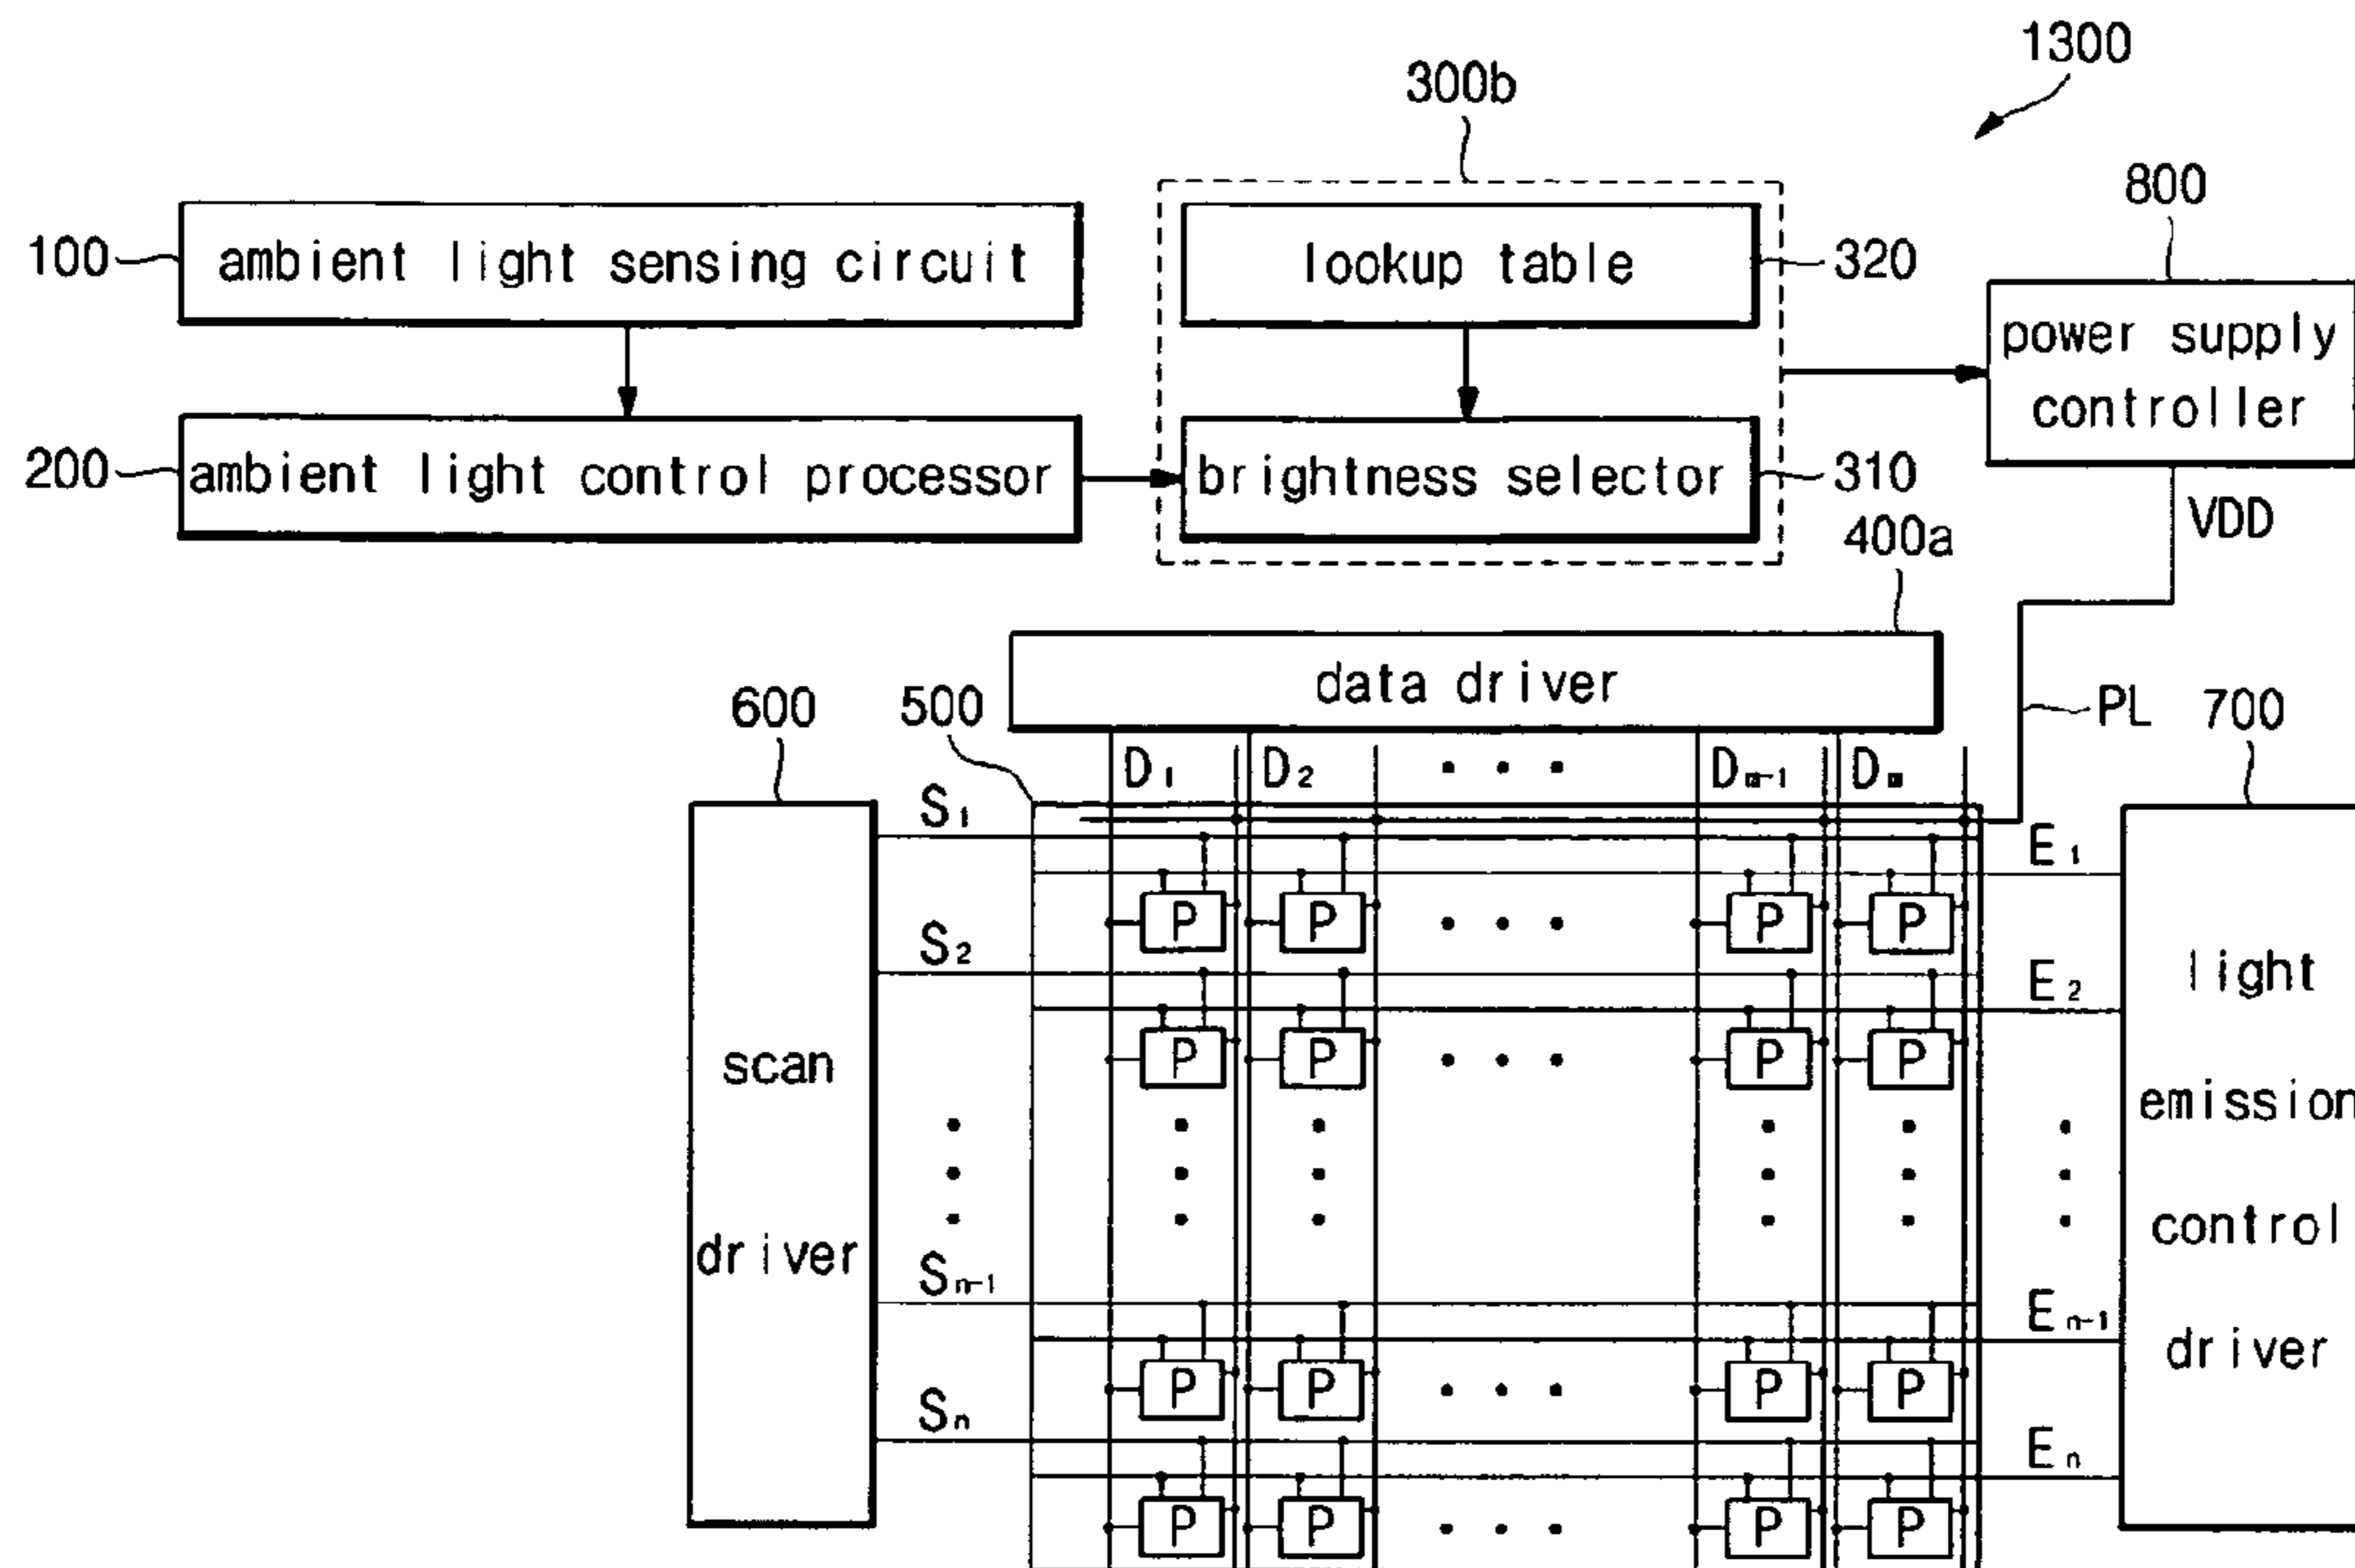 1300
300b
800
100
ambient light sensing circuit
lookup table
320
power supply
controller
200
ambient light control processor
brightness selector
310
VDD
400a
data driver
600
500
PL
700
D1
D2
Dm-1
Dm
S1
E1
P P P P
S2
E2
P P P P
light
emission
control
driver
scan
driver
Sn-1
En-1
P P P P
Sn
En
P P P P